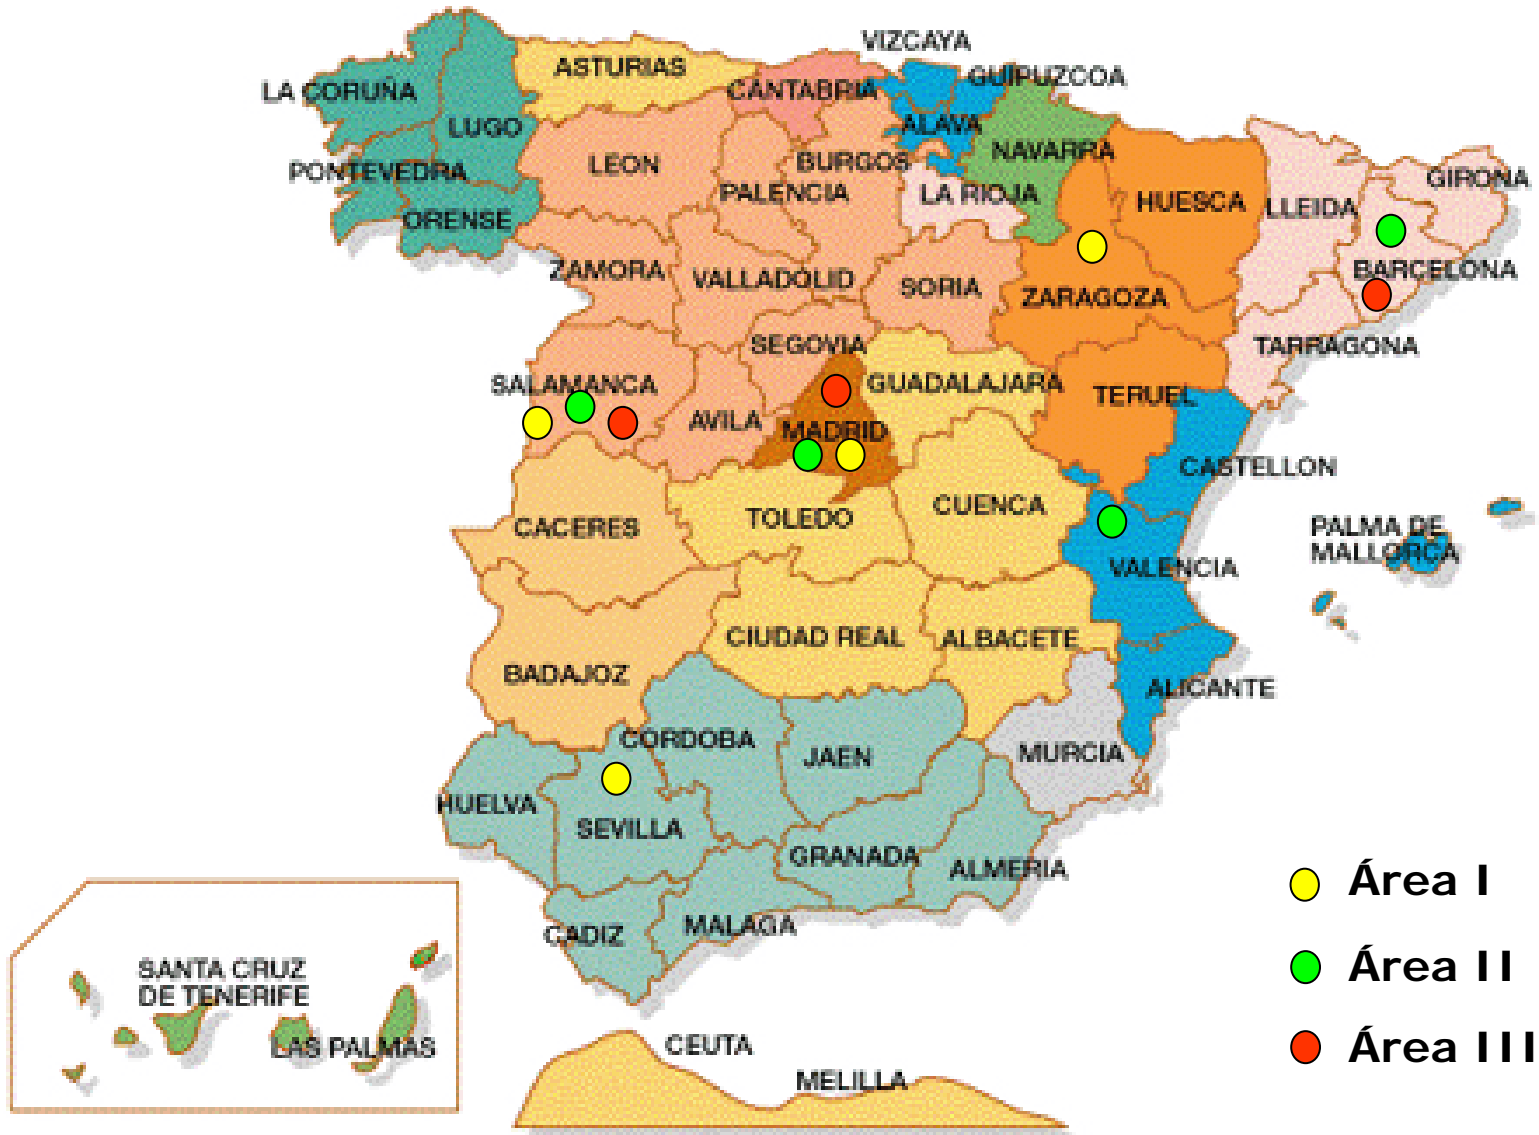 VIZCAYA
ASTURIAS
CANTABRIA
GUIPUZCOA
LA CORUÑA
LUGO
ALAVA
NAVARRA
LEON
BURGOS
PONTEVEDRA
PALENCIA
LA RIOJA
HUESCA
LLEIDA
GIRONA
ORENSE
ZAMORA
VALLADOLID
SORIA
ZARAGOZA
BARCELONA
SEGOVIA
TARRAGONA
SALAMANCA
GUADALAJARA
TERUEL
AVILA
MADRID
CASTELLON
CACERES
TOLEDO
CUENCA
PALMA DE
MALLORCA
VALENCIA
CIUDAD REAL
ALBACETE
BADAJOZ
ALICANTE
CORDOBA
JAEN
MURCIA
HUELVA
SEVILLA
GRANADA
ALMERIA
CADIZ
MALAGA
SANTA CRUZ
DE TENERIFE
LAS PALMAS
CEUTA
MELILLA
Área I
Área II
Área III